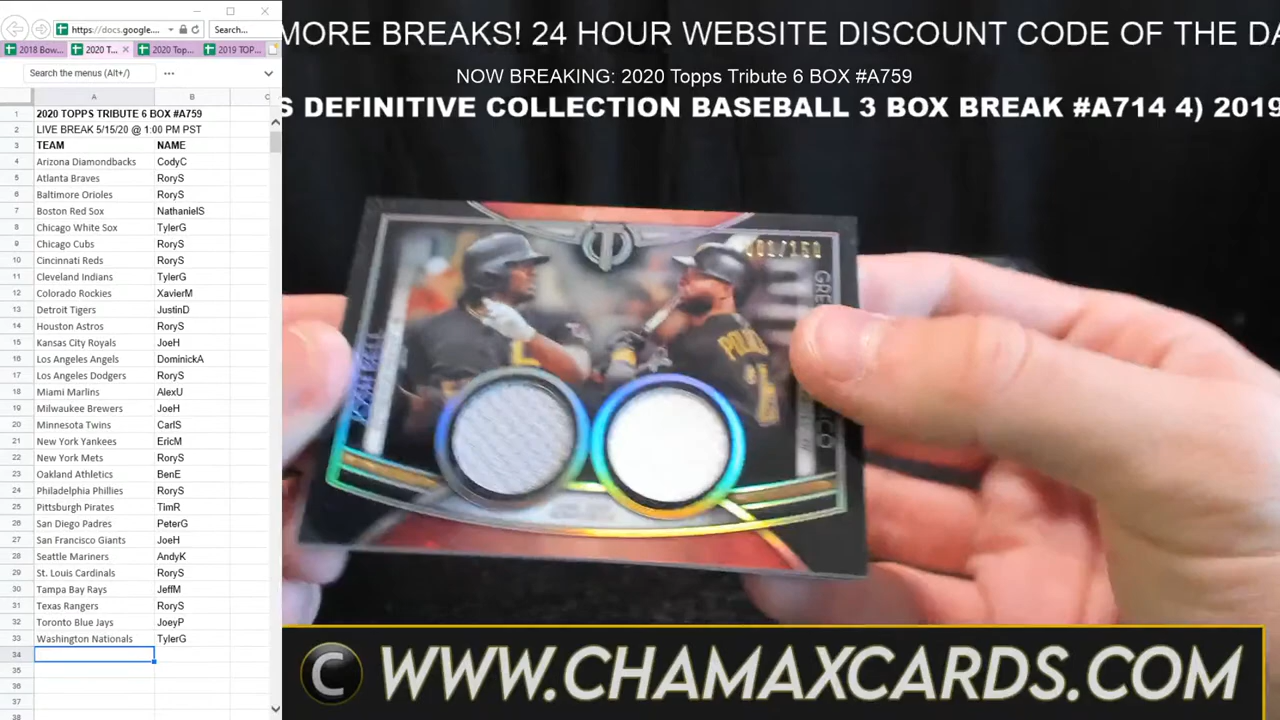 https://docs.google....
Search...
2018 Bow...
2020 T...
2020 Top...
2019 TOP...
Search the menus (Alt+/)
A B C
1 2020 TOPPS TRIBUTE 6 BOX #A759
2 LIVE BREAK 5/15/20 @ 1:00 PM PST
3 TEAM NAME
4 Arizona Diamondbacks CodyC
5 Atlanta Braves RoryS
6 Baltimore Orioles RoryS
7 Boston Red Sox NathanielS
8 Chicago White Sox TylerG
9 Chicago Cubs RoryS
10 Cincinnati Reds RoryS
11 Cleveland Indians TylerG
12 Colorado Rockies XavierM
13 Detroit Tigers JustinD
14 Houston Astros RoryS
15 Kansas City Royals JoeH
16 Los Angeles Angels DominickA
17 Los Angeles Dodgers RoryS
18 Miami Marlins AlexU
19 Milwaukee Brewers JoeH
20 Minnesota Twins CarlS
21 New York Yankees EricM
22 New York Mets RoryS
23 Oakland Athletics BenE
24 Philadelphia Phillies RoryS
25 Pittsburgh Pirates TimR
26 San Diego Padres PeterG
27 San Francisco Giants JoeH
28 Seattle Mariners AndyK
29 St. Louis Cardinals RoryS
30 Tampa Bay Rays JeffM
31 Texas Rangers RoryS
32 Toronto Blue Jays JoeyP
33 Washington Nationals TylerG
34
35
36
37
38
MORE BREAKS! 24 HOUR WEBSITE DISCOUNT CODE OF THE DA
NOW BREAKING: 2020 Topps Tribute 6 BOX #A759
S DEFINITIVE COLLECTION BASEBALL 3 BOX BREAK #A714 4) 2019
C WWW.CHAMAXCARDS.COM